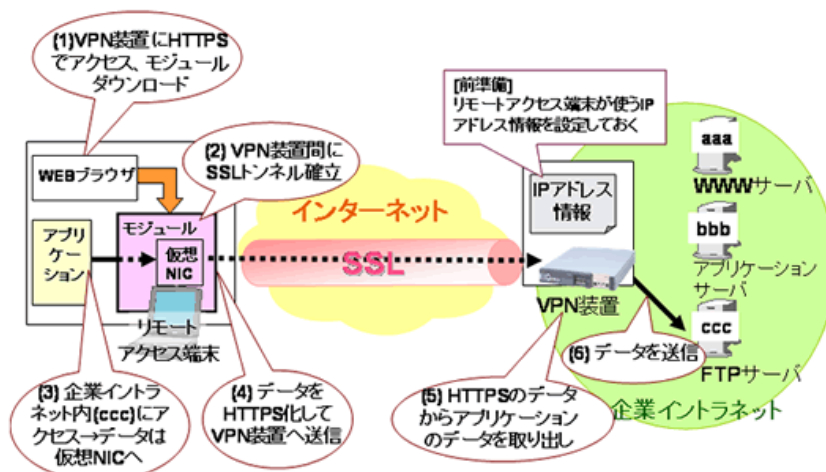 (1)VPN装置にHTTPS
でアクセス、モジュール
ダウンロード
[前準備]
リモートアクセス端末が使うIP
アドレス情報を設定しておく
WEBブラウザ
(2) VPN装置間に
SSLトンネル確立
インターネット
IPアドレス
情報
aaa
WWWサーバ
アプリ
ケー
ション
モジュール
仮想
NIC
SSL
bbb
アプリケーション
サーバ
VPN装置
リモート
アクセス端末
ccc
FTPサーバ
(6) データを送信
(3) 企業イントラ
ネット内(ccc)にア
クセス→データは
仮想NICへ
(4) データを
HTTPS化して
VPN装置へ送信
(5) HTTPSのデータ
からアプリケーション
のデータを取り出し
企業イントラネット